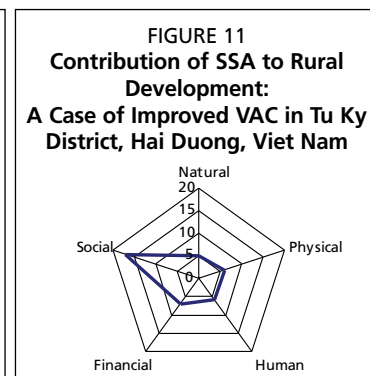 FIGURE 11
Contribution of SSA to Rural
Development:
A Case of Improved VAC in Tu Ky
District, Hai Duong, Viet Nam
Natural
20
15
10
5
0
Social
Physical
Financial
Human